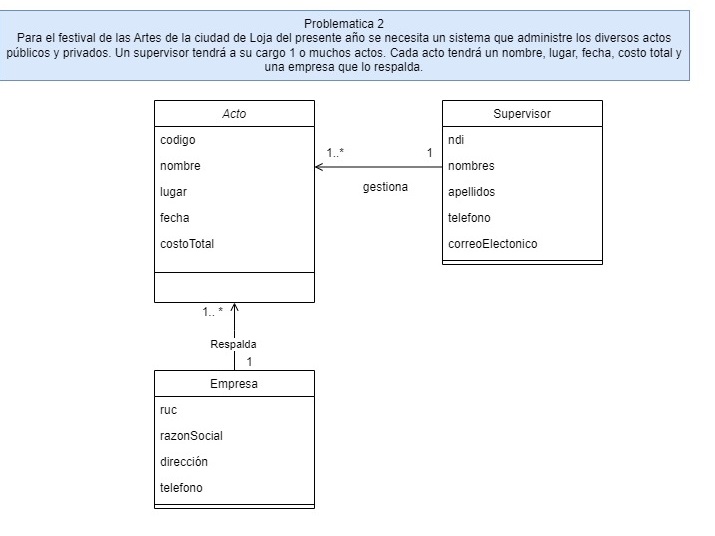 Problematica 2
Para el festival de las Artes de la ciudad de Loja del presente año se necesita un sistema que administre los diversos actos
públicos y privados. Un supervisor tendrá a su cargo 1 o muchos actos. Cada acto tendrá un nombre, lugar, fecha, costo total y
una empresa que lo respalda.
Acto
codigo
nombre
lugar
fecha
costoTotal
1..*
1
gestiona
Supervisor
ndi
nombres
apellidos
telefono
correoElectonico
1.. *
Respalda
1
Empresa
ruc
razonSocial
dirección
telefono